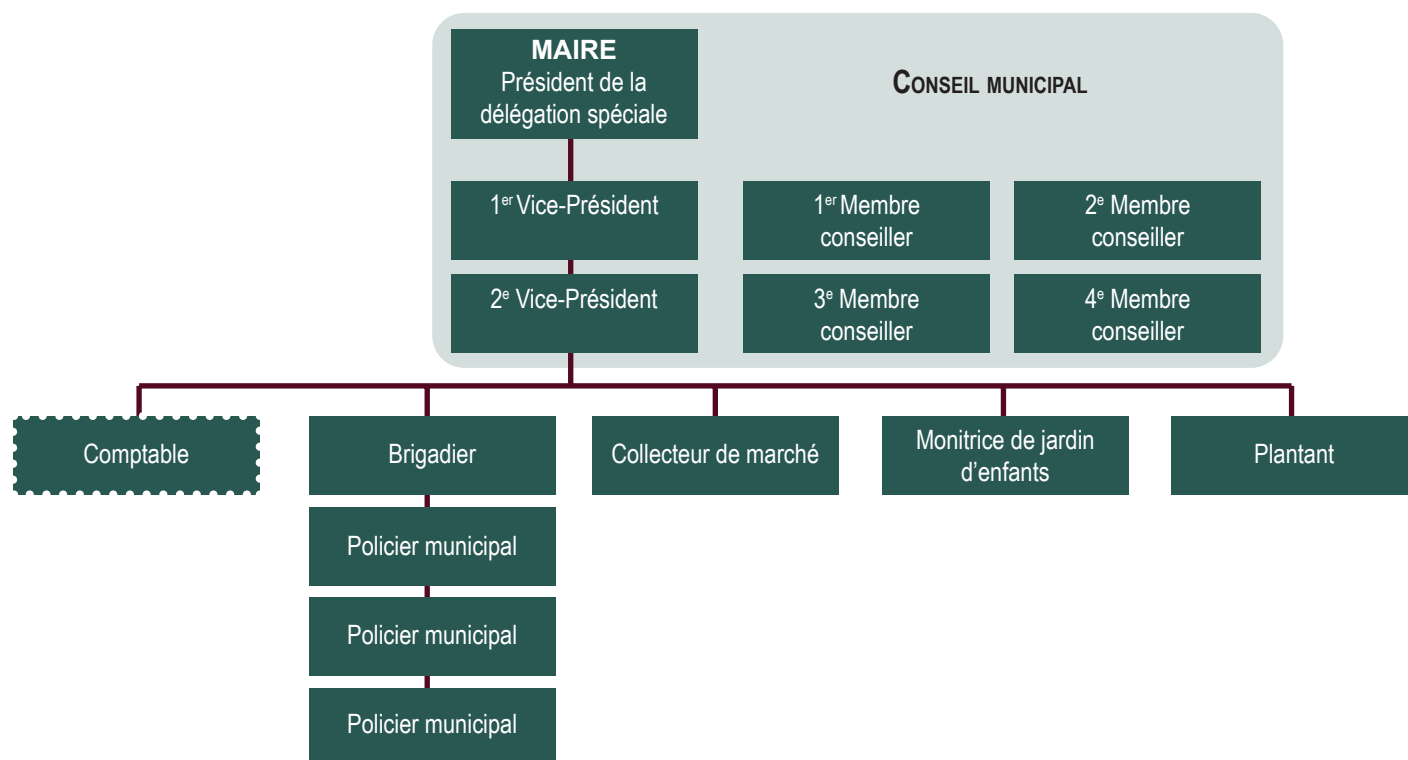 MAIRE
Président de la
délégation spéciale
CONSEIL MUNICIPAL
1er Vice-Président
1er Membre
conseiller
2e Membre
conseiller
2e Vice-Président
3e Membre
conseiller
4e Membre
conseiller
Comptable
Brigadier
Collecteur de marché
Monitrice de jardin
d’enfants
Plantant
Policier municipal
Policier municipal
Policier municipal